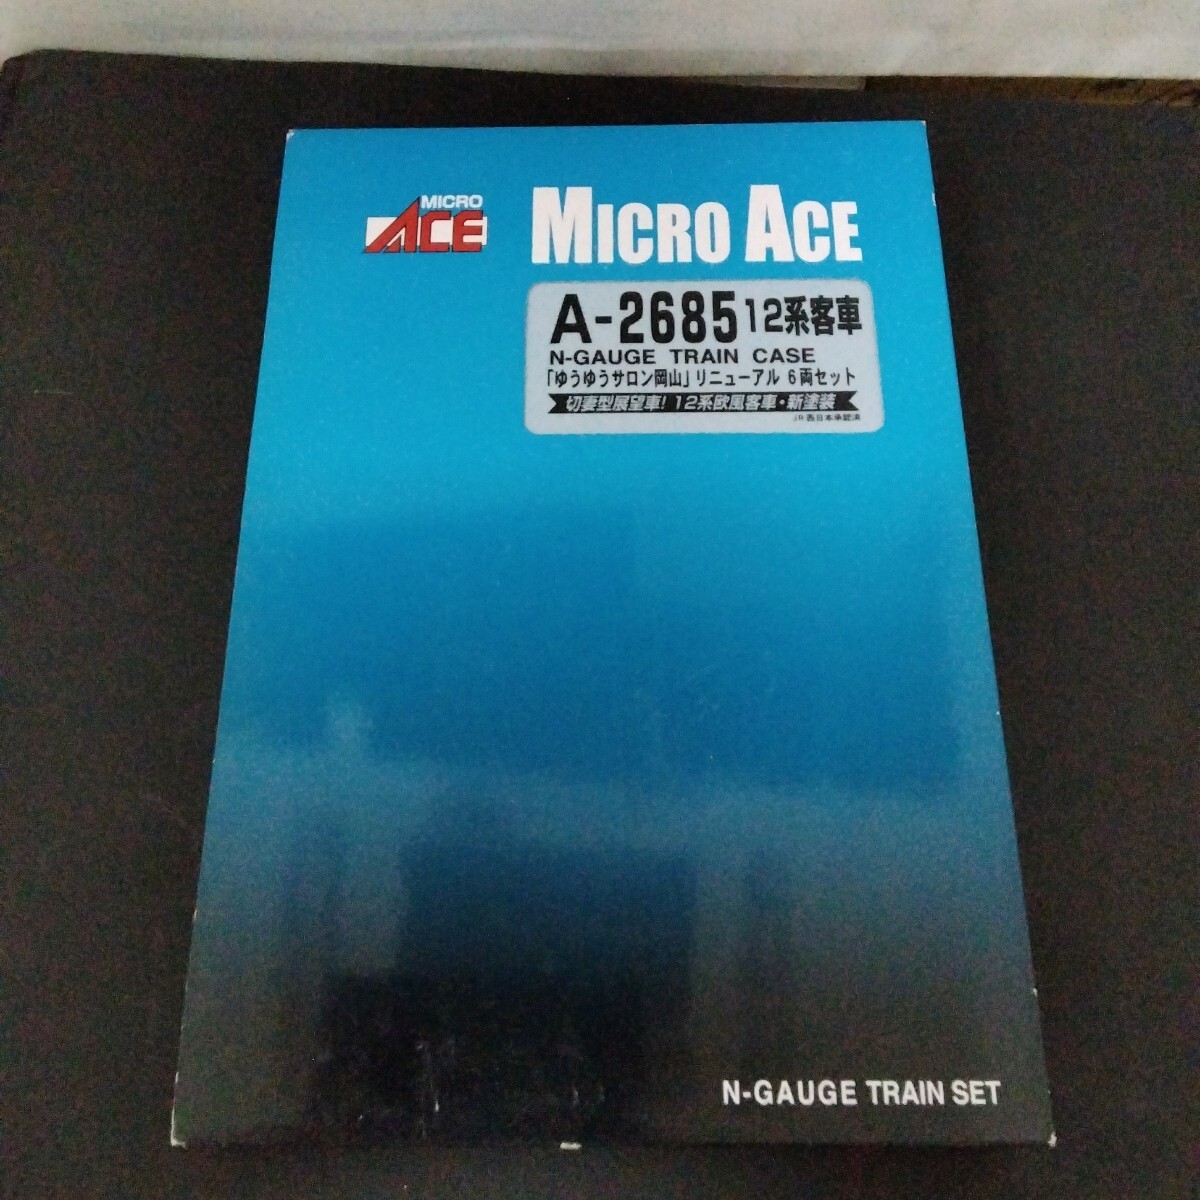 MICRO
ACE
MICRO ACE
A-2685 12系客車
N-GAUGE TRAIN CASE
「ゆうゆうサロン岡山」リニューアル 6両セット
切妻型展望車! 12系欧風客車・新塗装
JR西日本承認済
N-GAUGE TRAIN SET